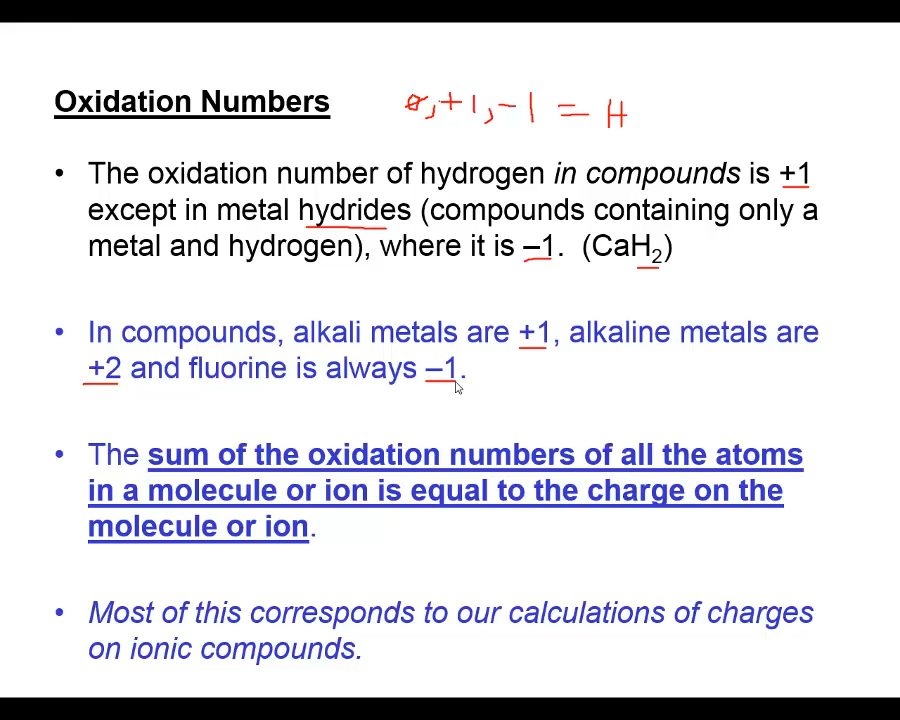 Oxidation Numbers 0, +1, -1 = H
• The oxidation number of hydrogen in compounds is +1
except in metal hydrides (compounds containing only a
metal and hydrogen), where it is –1. (CaH₂)
• In compounds, alkali metals are +1, alkaline metals are
+2 and fluorine is always –1.
• The sum of the oxidation numbers of all the atoms
in a molecule or ion is equal to the charge on the
molecule or ion.
• Most of this corresponds to our calculations of charges
on ionic compounds.